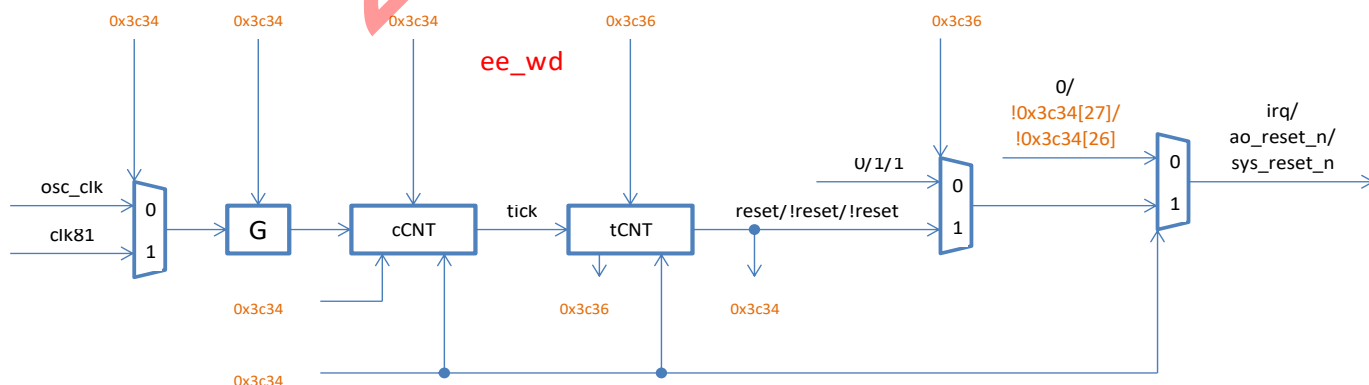 0x3c34
0x3c34
0x3c34
0x3c36
0x3c36
ee_wd
0/
!0x3c34[27]/
!0x3c34[26]
irq/
ao_reset_n/
sys_reset_n
osc_clk
0
clk81
1
G
cCNT
tick
tCNT
reset/!reset/!reset
0/1/1
0
1
0
1
0x3c34
0x3c36
0x3c34
0x3c34